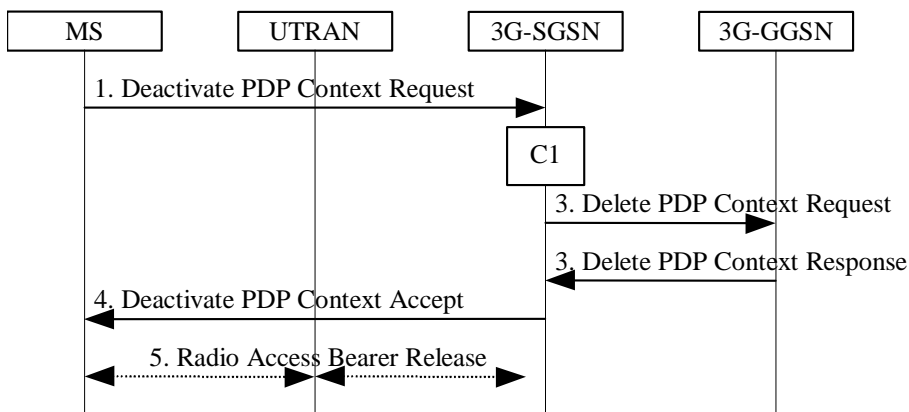 MS UTRAN 3G-SGSN 3G-GGSN
1. Deactivate PDP Context Request
C1
3. Delete PDP Context Request
3. Delete PDP Context Response
4. Deactivate PDP Context Accept
5. Radio Access Bearer Release